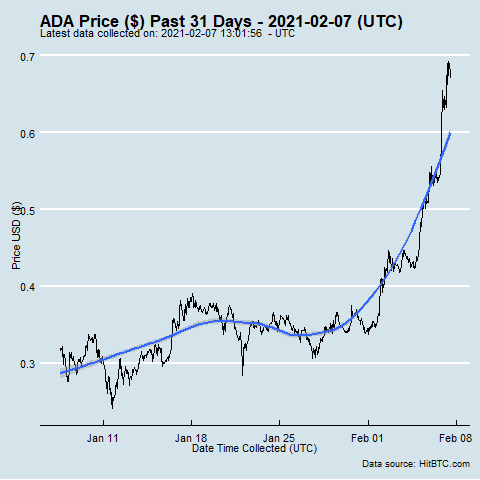 ADA Price ($) Past 31 Days - 2021-02-07 (UTC)
Latest data collected on: 2021-02-07 13:01:56 - UTC
0.7
0.6
0.5
0.4
0.3
Price USD ($)
Jan 11 Jan 18 Jan 25 Feb 01 Feb 08
Date Time Collected (UTC)
Data source: HitBTC.com